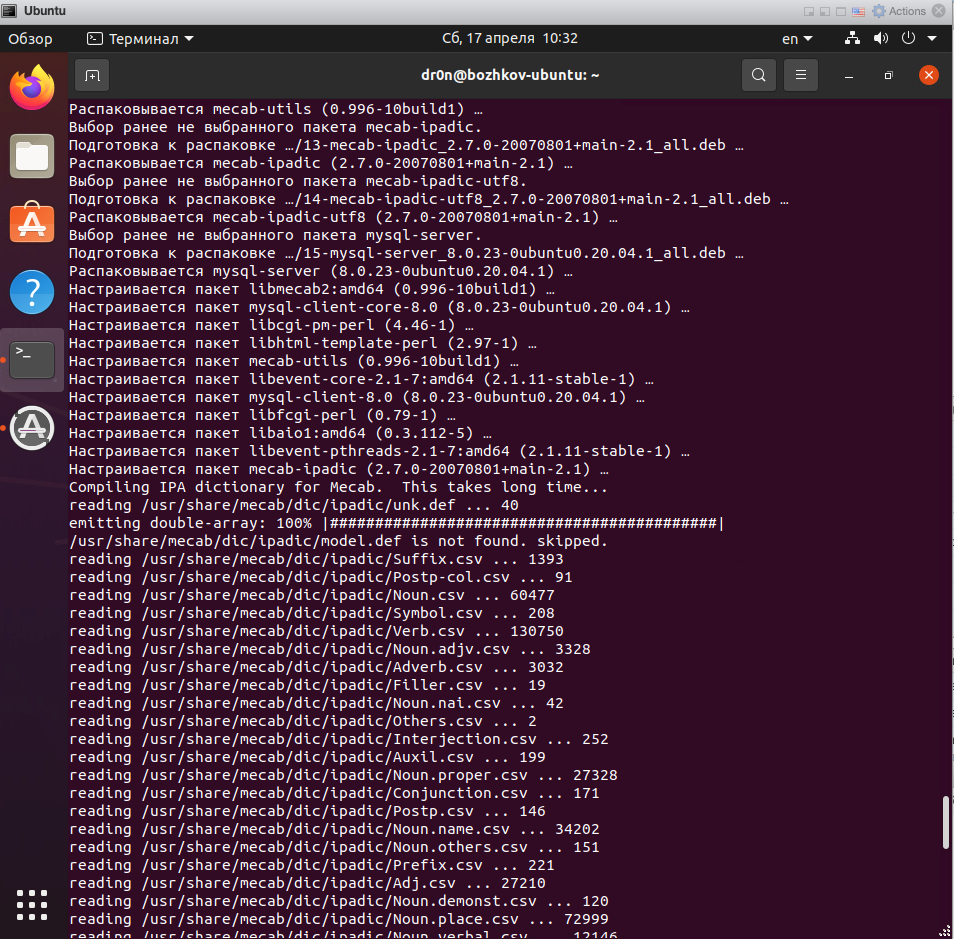 Ubuntu
Actions
Обзор
Терминал
Сб, 17 апреля 10:32
en
dr0n@bozhkov-ubuntu: ~
Распаковывается mecab-utils (0.996-10build1) …
Выбор ранее не выбранного пакета mecab-ipadic.
Подготовка к распаковке …/13-mecab-ipadic_2.7.0-20070801+main-2.1_all.deb …
Распаковывается mecab-ipadic (2.7.0-20070801+main-2.1) …
Выбор ранее не выбранного пакета mecab-ipadic-utf8.
Подготовка к распаковке …/14-mecab-ipadic-utf8_2.7.0-20070801+main-2.1_all.deb …
Распаковывается mecab-ipadic-utf8 (2.7.0-20070801+main-2.1) …
Выбор ранее не выбранного пакета mysql-server.
Подготовка к распаковке …/15-mysql-server_8.0.23-0ubuntu0.20.04.1_all.deb …
Распаковывается mysql-server (8.0.23-0ubuntu0.20.04.1) …
Настраивается пакет libmecab2:amd64 (0.996-10build1) …
Настраивается пакет mysql-client-core-8.0 (8.0.23-0ubuntu0.20.04.1) …
Настраивается пакет libcgi-pm-perl (4.46-1) …
Настраивается пакет libhtml-template-perl (2.97-1) …
Настраивается пакет mecab-utils (0.996-10build1) …
Настраивается пакет libevent-core-2.1-7:amd64 (2.1.11-stable-1) …
Настраивается пакет mysql-client-8.0 (8.0.23-0ubuntu0.20.04.1) …
Настраивается пакет libfcgi-perl (0.79-1) …
Настраивается пакет libaio1:amd64 (0.3.112-5) …
Настраивается пакет libevent-pthreads-2.1-7:amd64 (2.1.11-stable-1) …
Настраивается пакет mecab-ipadic (2.7.0-20070801+main-2.1) …
Compiling IPA dictionary for Mecab.  This takes long time...
reading /usr/share/mecab/dic/ipadic/unk.def ... 40
emitting double-array: 100% |###########################################|
/usr/share/mecab/dic/ipadic/model.def is not found. skipped.
reading /usr/share/mecab/dic/ipadic/Suffix.csv ... 1393
reading /usr/share/mecab/dic/ipadic/Postp-col.csv ... 91
reading /usr/share/mecab/dic/ipadic/Noun.csv ... 60477
reading /usr/share/mecab/dic/ipadic/Symbol.csv ... 208
reading /usr/share/mecab/dic/ipadic/Verb.csv ... 130750
reading /usr/share/mecab/dic/ipadic/Noun.adjv.csv ... 3328
reading /usr/share/mecab/dic/ipadic/Adverb.csv ... 3032
reading /usr/share/mecab/dic/ipadic/Filler.csv ... 19
reading /usr/share/mecab/dic/ipadic/Noun.nai.csv ... 42
reading /usr/share/mecab/dic/ipadic/Others.csv ... 2
reading /usr/share/mecab/dic/ipadic/Interjection.csv ... 252
reading /usr/share/mecab/dic/ipadic/Auxil.csv ... 199
reading /usr/share/mecab/dic/ipadic/Noun.proper.csv ... 27328
reading /usr/share/mecab/dic/ipadic/Conjunction.csv ... 171
reading /usr/share/mecab/dic/ipadic/Postp.csv ... 146
reading /usr/share/mecab/dic/ipadic/Noun.name.csv ... 34202
reading /usr/share/mecab/dic/ipadic/Noun.others.csv ... 151
reading /usr/share/mecab/dic/ipadic/Prefix.csv ... 221
reading /usr/share/mecab/dic/ipadic/Adj.csv ... 27210
reading /usr/share/mecab/dic/ipadic/Noun.demonst.csv ... 120
reading /usr/share/mecab/dic/ipadic/Noun.place.csv ... 72999
reading /usr/share/mecab/dic/ipadic/Noun.verbal.csv ... 12146